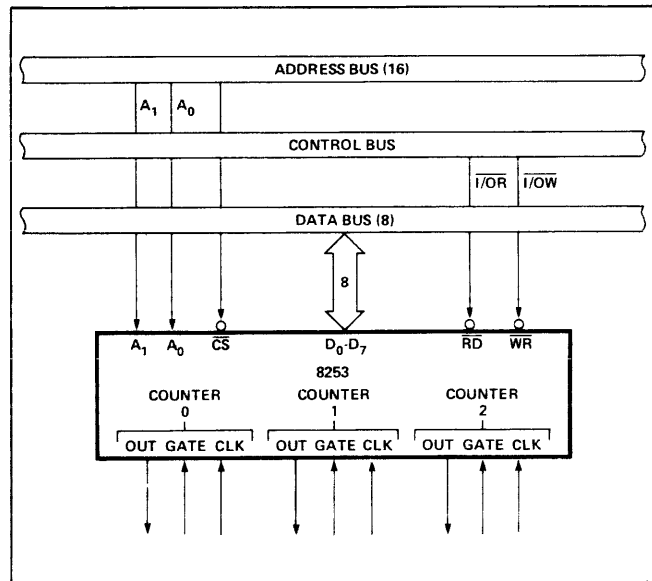 ADDRESS BUS (16)
A1 A0
CONTROL BUS
I/OR I/OW
DATA BUS (8)
8
A1 A0 CS D0-D7 RD WR
8253
COUNTER 0 COUNTER 1 COUNTER 2
OUT GATE CLK OUT GATE CLK OUT GATE CLK